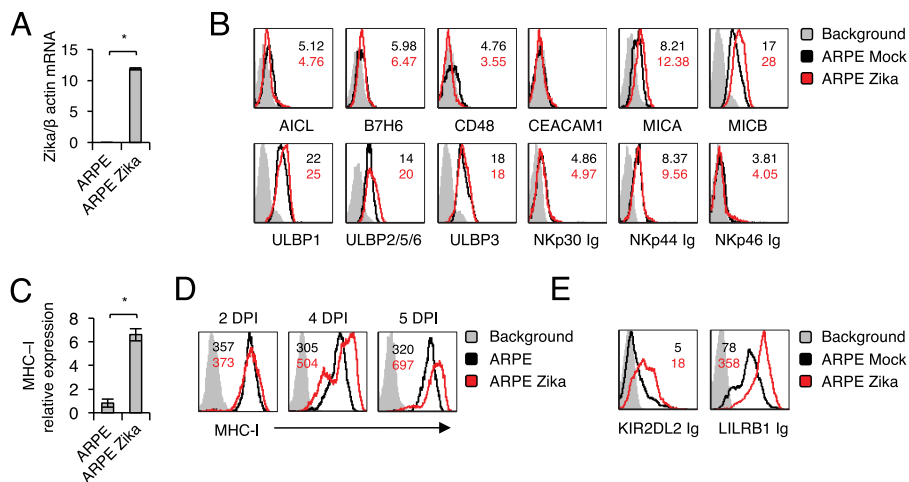 A
Zika/β actin mRNA
15
10
5
0
*
ARPE
ARPE Zika
B
5.12
4.76
AICL
5.98
6.47
B7H6
4.76
3.55
CD48
CEACAM1
8.21
12.38
MICA
17
28
MICB
22
25
ULBP1
14
20
ULBP2/5/6
18
18
ULBP3
4.86
4.97
NKp30 Ig
8.37
9.56
NKp44 Ig
3.81
4.05
NKp46 Ig
Background
ARPE Mock
ARPE Zika
C
MHC–I
relative expression
8
6
4
2
0
*
ARPE
ARPE Zika
D
2 DPI
357
373
4 DPI
305
504
5 DPI
320
697
MHC-I
Background
ARPE
ARPE Zika
E
5
18
KIR2DL2 Ig
78
358
LILRB1 Ig
Background
ARPE Mock
ARPE Zika